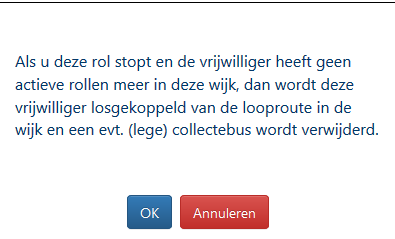 Als u deze rol stopt en de vrijwilliger heeft geen
actieve rollen meer in deze wijk, dan wordt deze
vrijwilliger losgekoppeld van de looproute in de
wijk en een evt. (lege) collectebus wordt verwijderd.
OK Annuleren